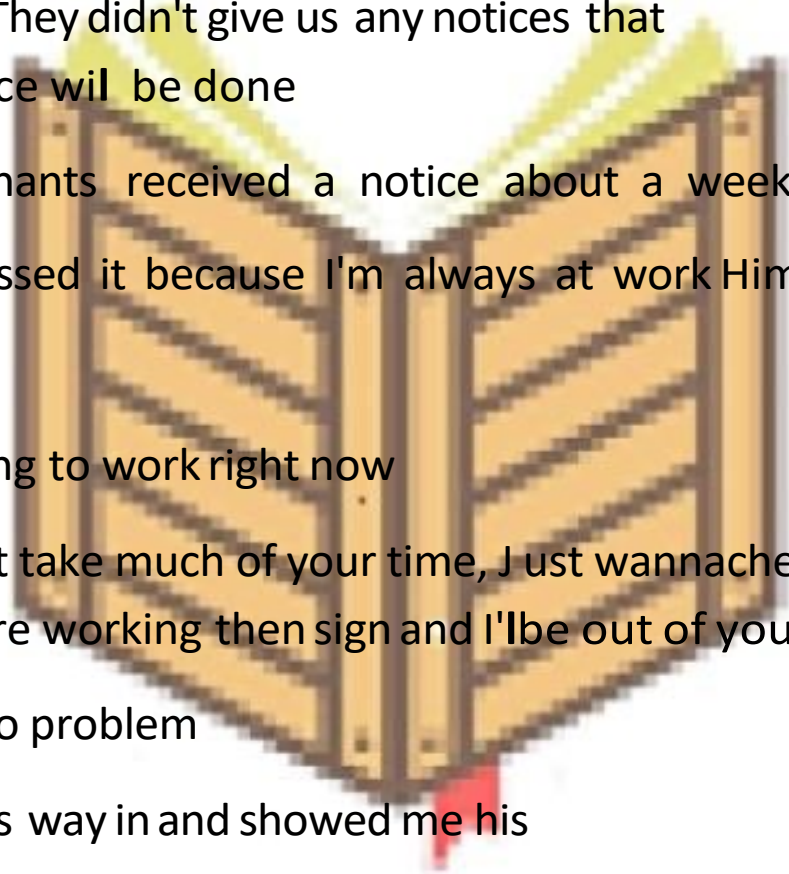 They didn't give us any notices that
ce wil be done
nants received a notice about a week
ssed it because I'm always at work Him
ng to work right now
t take much of your time, J ust wannache
re working then sign and I'lbe out of you
o problem
s way in and showed me his